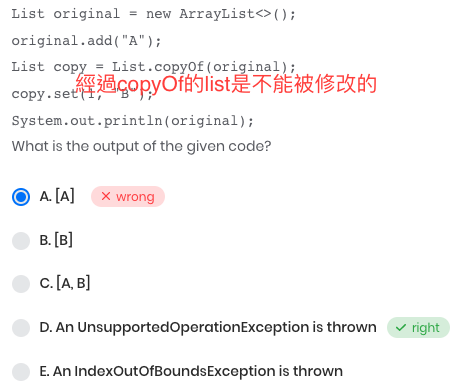 List original = new ArrayList<>();
original.add("A");
List copy = List.copyOf(original);
經過copyOf的list是不能被修改的
copy.set(1, "B");
System.out.println(original);
What is the output of the given code?
A. [A] wrong
B. [B]
C. [A, B]
D. An UnsupportedOperationException is thrown right
E. An IndexOutOfBoundsException is thrown